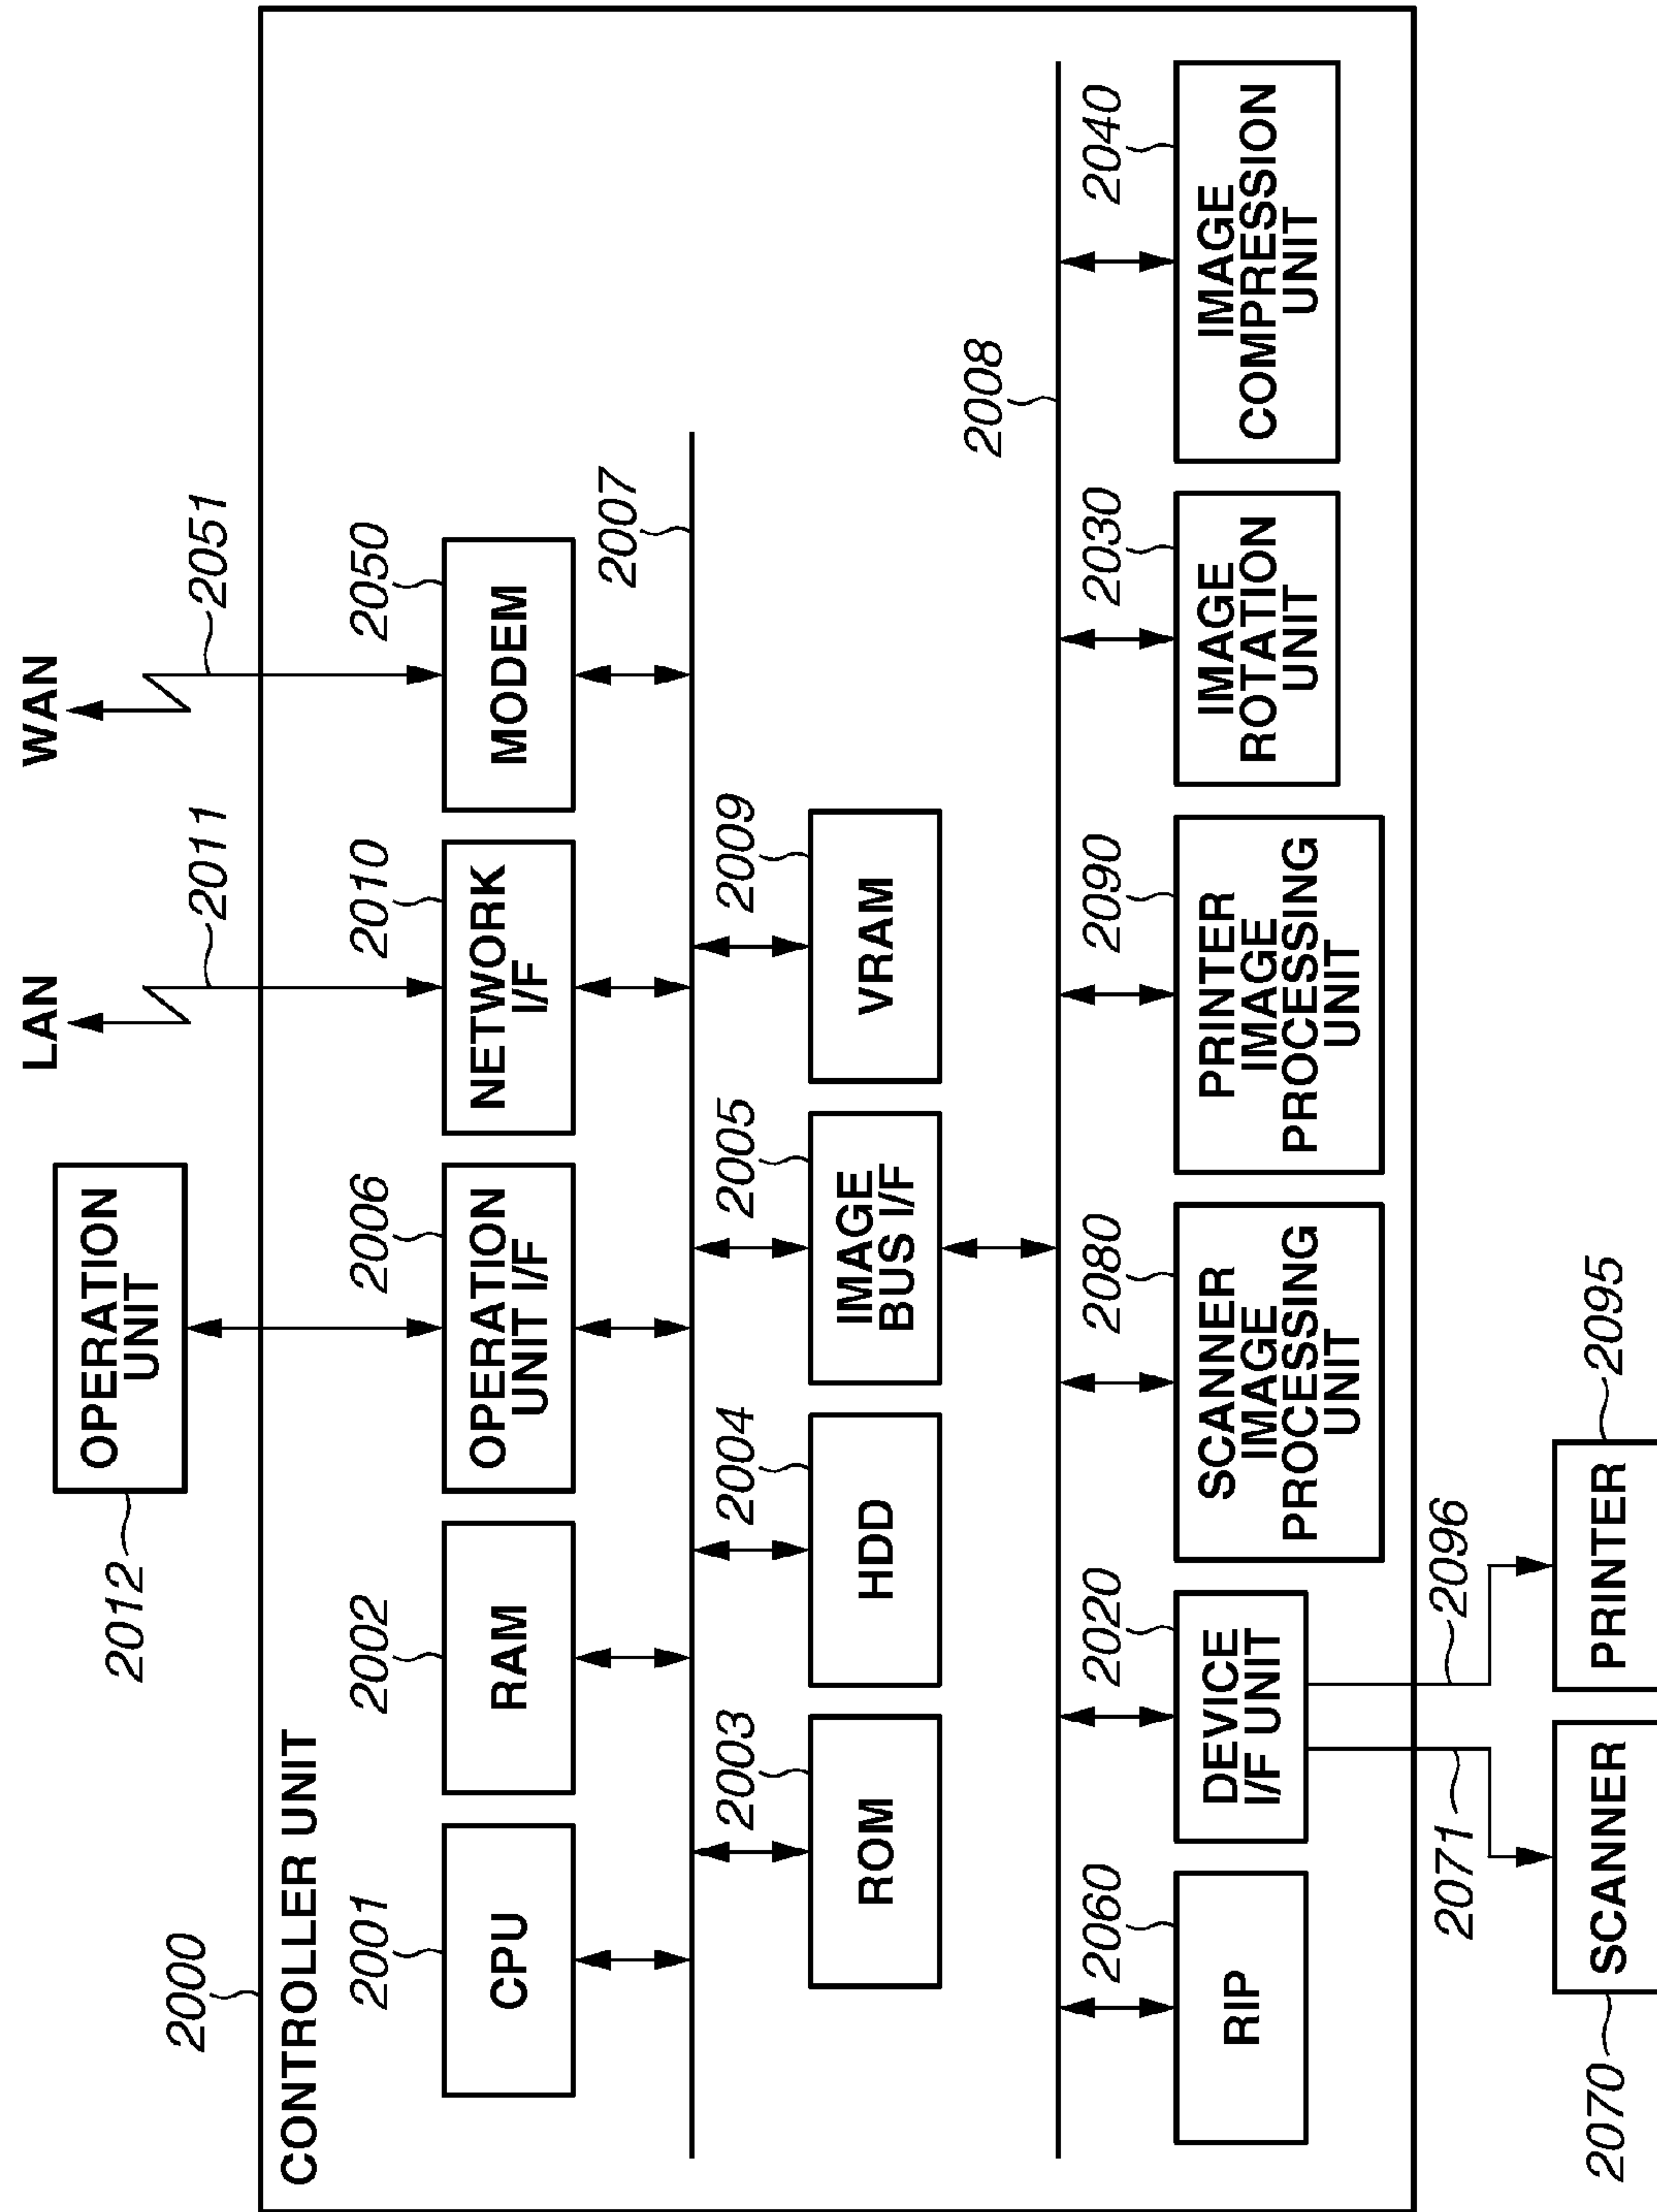 LAN
WAN
2011
2051
OPERATION
UNIT
2012
2000
CONTROLLER UNIT
2001
CPU
2002
RAM
2006
OPERATION
UNIT I/F
2010
NETWORK
I/F
2050
MODEM
2007
2003
ROM
2004
HDD
2005
IMAGE
BUS I/F
2009
VRAM
2008
2060
RIP
2020
DEVICE
I/F UNIT
2080
SCANNER
IMAGE
PROCESSING
UNIT
2090
PRINTER
IMAGE
PROCESSING
UNIT
2030
IMAGE
ROTATION
UNIT
2040
IMAGE
COMPRESSION
UNIT
2071
2096
2070
SCANNER
PRINTER
2095